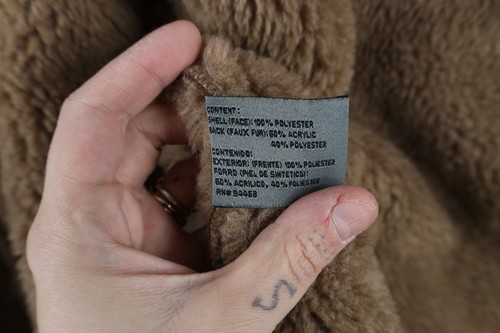 CONTENT:
SHELL(FACE):100% POLYESTER
BACK (FAUX FUR):60% ACRYLIC
40% POLYESTER
CONTENIDO:
EXTERIOR: (FRENTE) 100% POLIESTER
FORRO (PIEL DE SINTETICO):
60% ACRILICO, 40% POLIESTER
RN# 94468